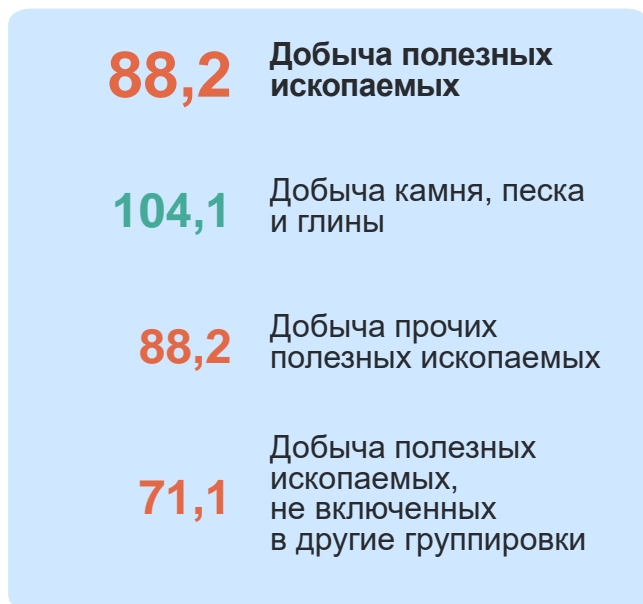 88,2
Добыча полезных
ископаемых
104,1
Добыча камня, песка
и глины
88,2
Добыча прочих
полезных ископаемых
71,1
Добыча полезных
ископаемых,
не включенных
в другие группировки